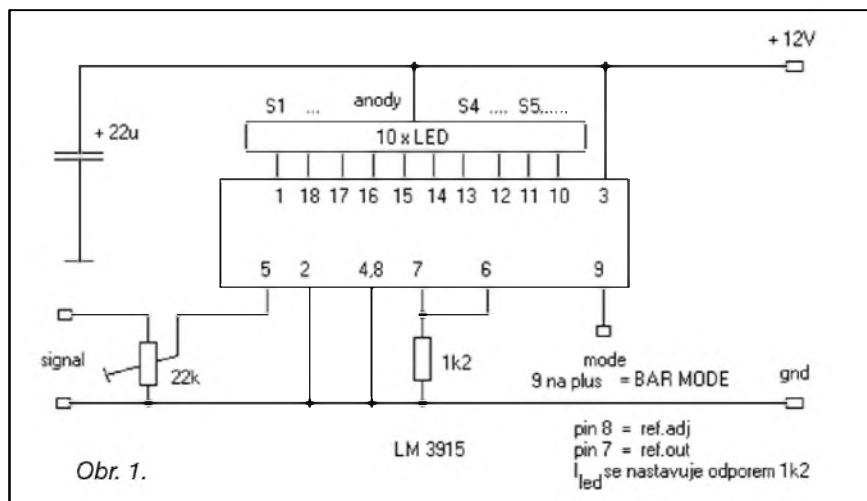 + 12V
S1 ... anody S4 .... S5......
+ 22u
10 x LED
1 18 17 16 15 14 13 12 11 10 3
5 2 4,8 7 6 9
signal
22k
1k2
mode
9 na plus = BAR MODE
gnd
LM 3915
pin 8 = ref.adj
pin 7 = ref.out
I led se nastavuje odporem 1k2
Obr. 1.